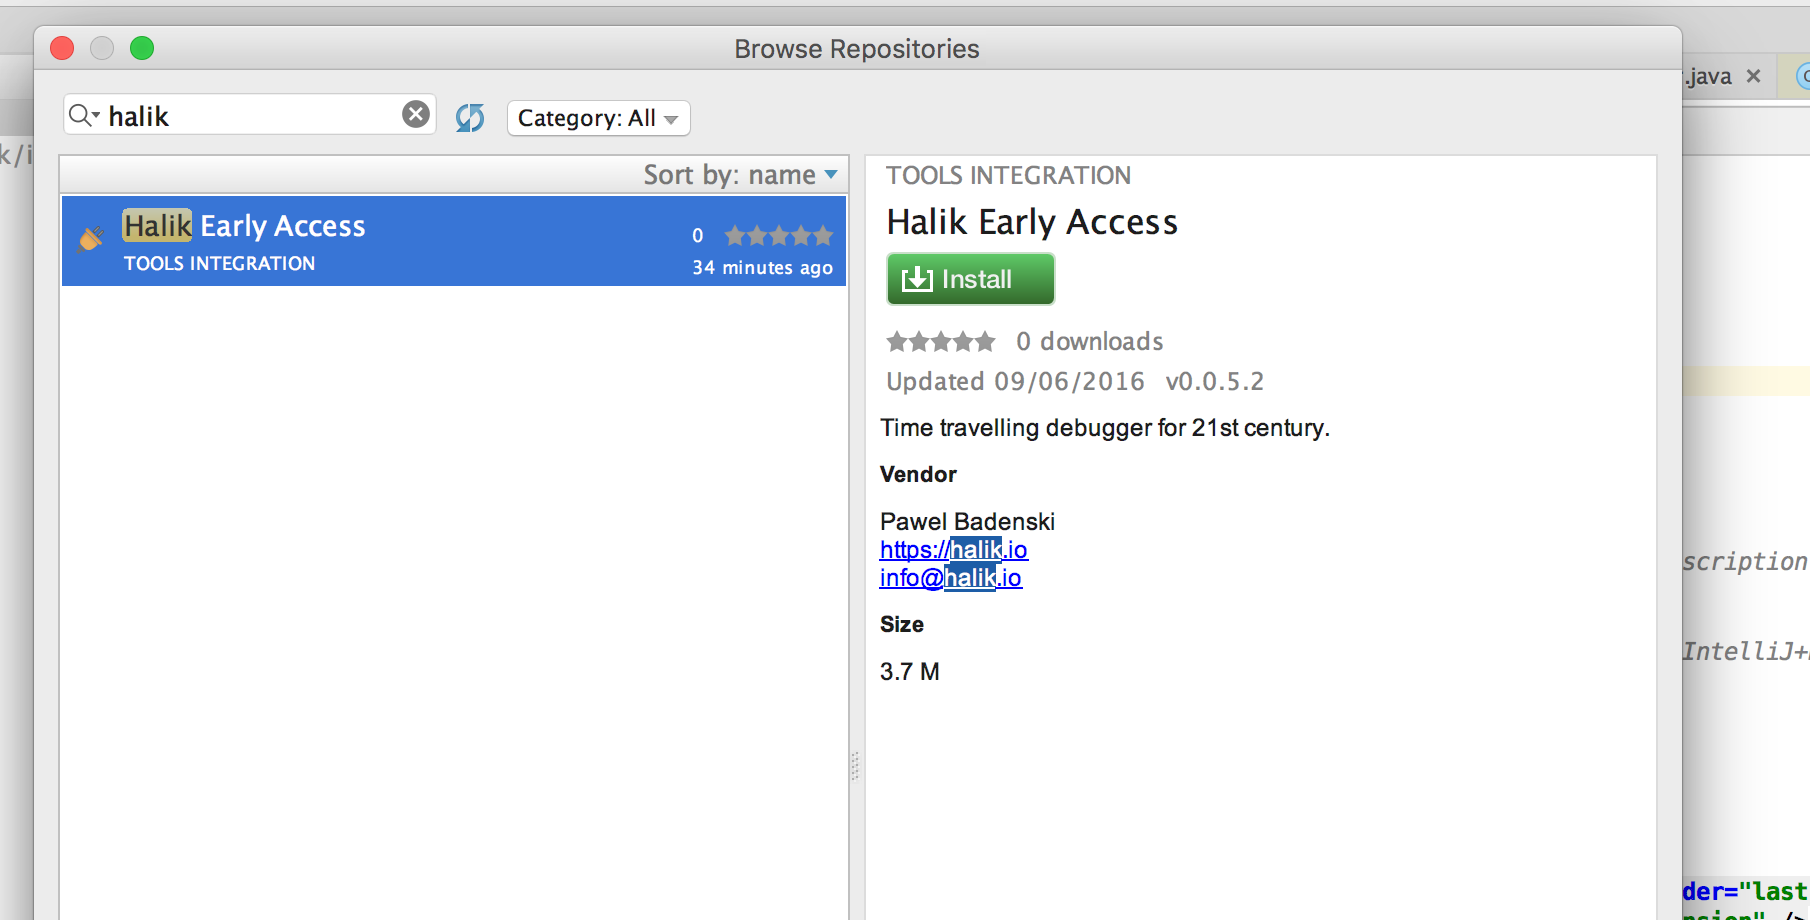 Browse Repositories
.java
halik
Category: All
k/i
Sort by: name
Halik Early Access
0
TOOLS INTEGRATION
34 minutes ago
TOOLS INTEGRATION
Halik Early Access
Install
0 downloads
Updated 09/06/2016 v0.0.5.2
Time travelling debugger for 21st century.
Vendor
Pawel Badenski
https://halik.io
info@halik.io
Size
3.7 M
scription
IntelliJ+
der="last
nsion" />